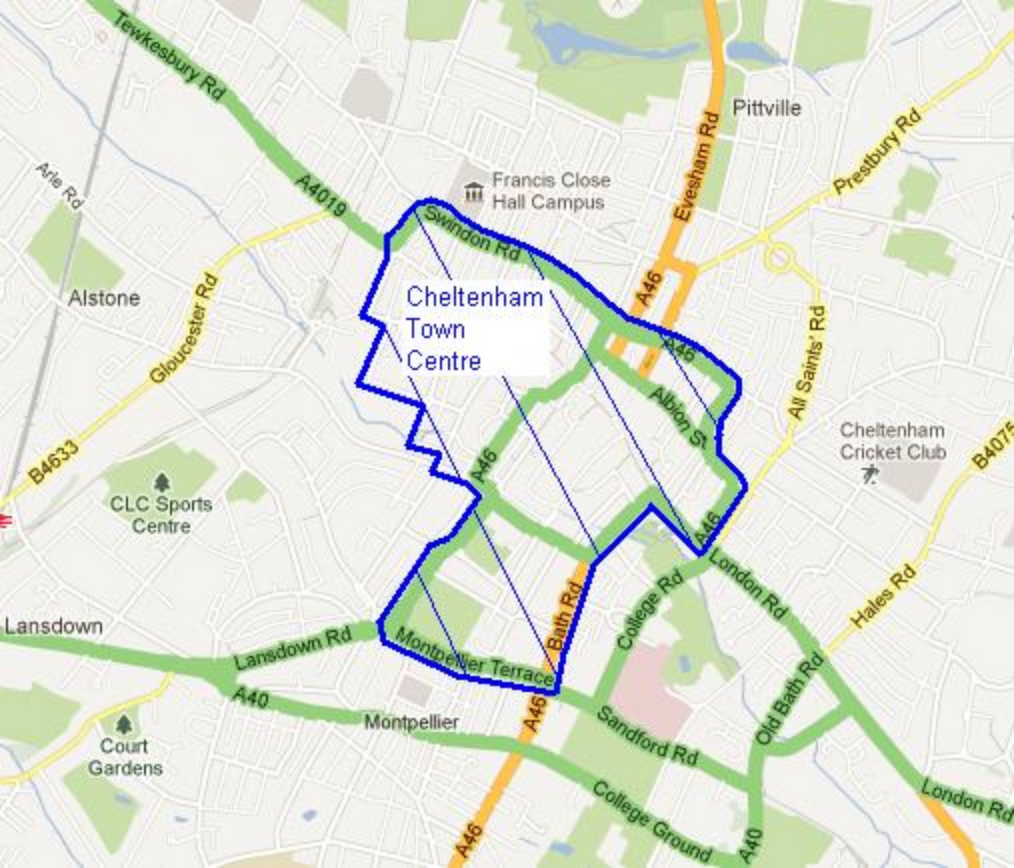 Tewkesbury Rd
Pittville
Evesham Rd
Prestbury Rd
Arle Rd
A4019
Francis Close
Hall Campus
Swindon Rd
Alstone
Gloucester Rd
Cheltenham
Town
Centre
A46
A46
All Saints' Rd
Albion St
Cheltenham
Cricket Club
B4075
B4633
A46
CLC Sports
Centre
A46
London Rd
Hales Rd
Bath Rd
College Rd
Lansdown
Lansdown Rd
Montpellier Terrace
Old Bath Rd
A40
Montpellier
A46
Sandford Rd
Court
Gardens
College Ground
London Rd
A46
A40